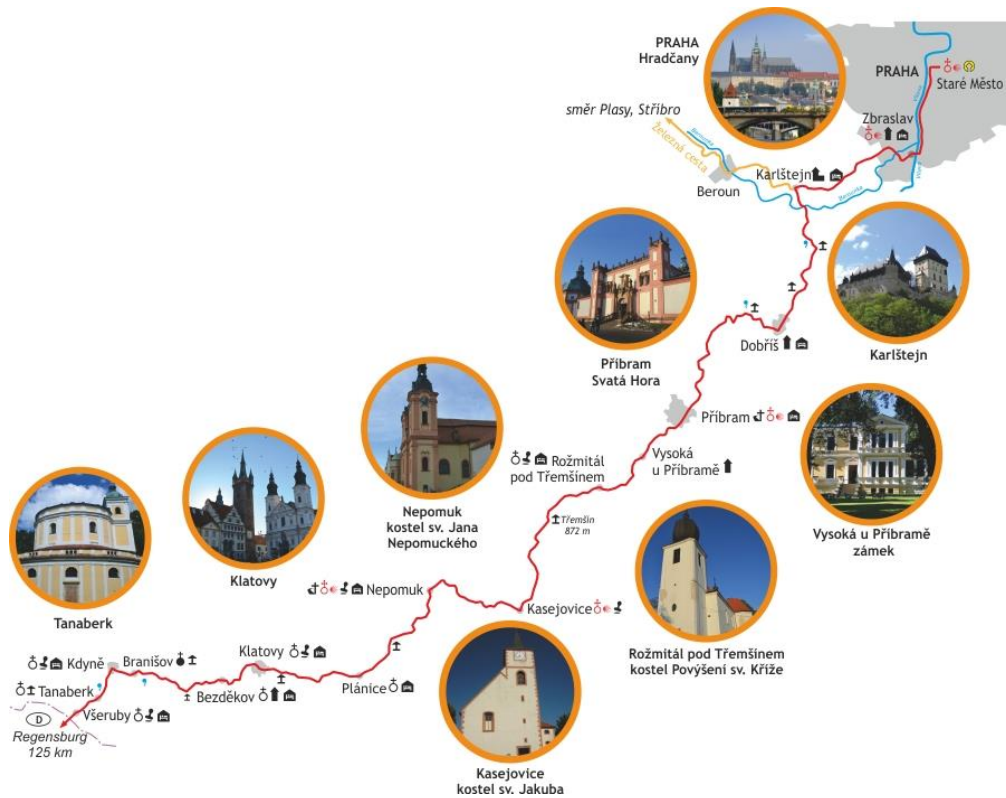 PRAHA
Hradčany
PRAHA
Staré Město
směr Plasy, Stříbro
Železná cesta
Berounka
Beroun
Zbraslav
Vltava
Vltava
Karlštejn
Berounka
Karlštejn
Dobříš
Příbram
Svatá Hora
Příbram
Vysoká
u Příbramě
Vysoká u Příbramě
zámek
Rožmitál
pod Třemšínem
Třemšín
872 m
Nepomuk
kostel sv. Jana
Nepomuckého
Klatovy
Tanaberk
Rožmitál pod Třemšínem
kostel Povýšení sv. Kříže
Nepomuk
Kasejovice
Kdyně
Branišov
Klatovy
Plánice
Tanaberk
Bezděkov
Všeruby
D
Regensburg
125 km
Kasejovice
kostel sv. Jakuba